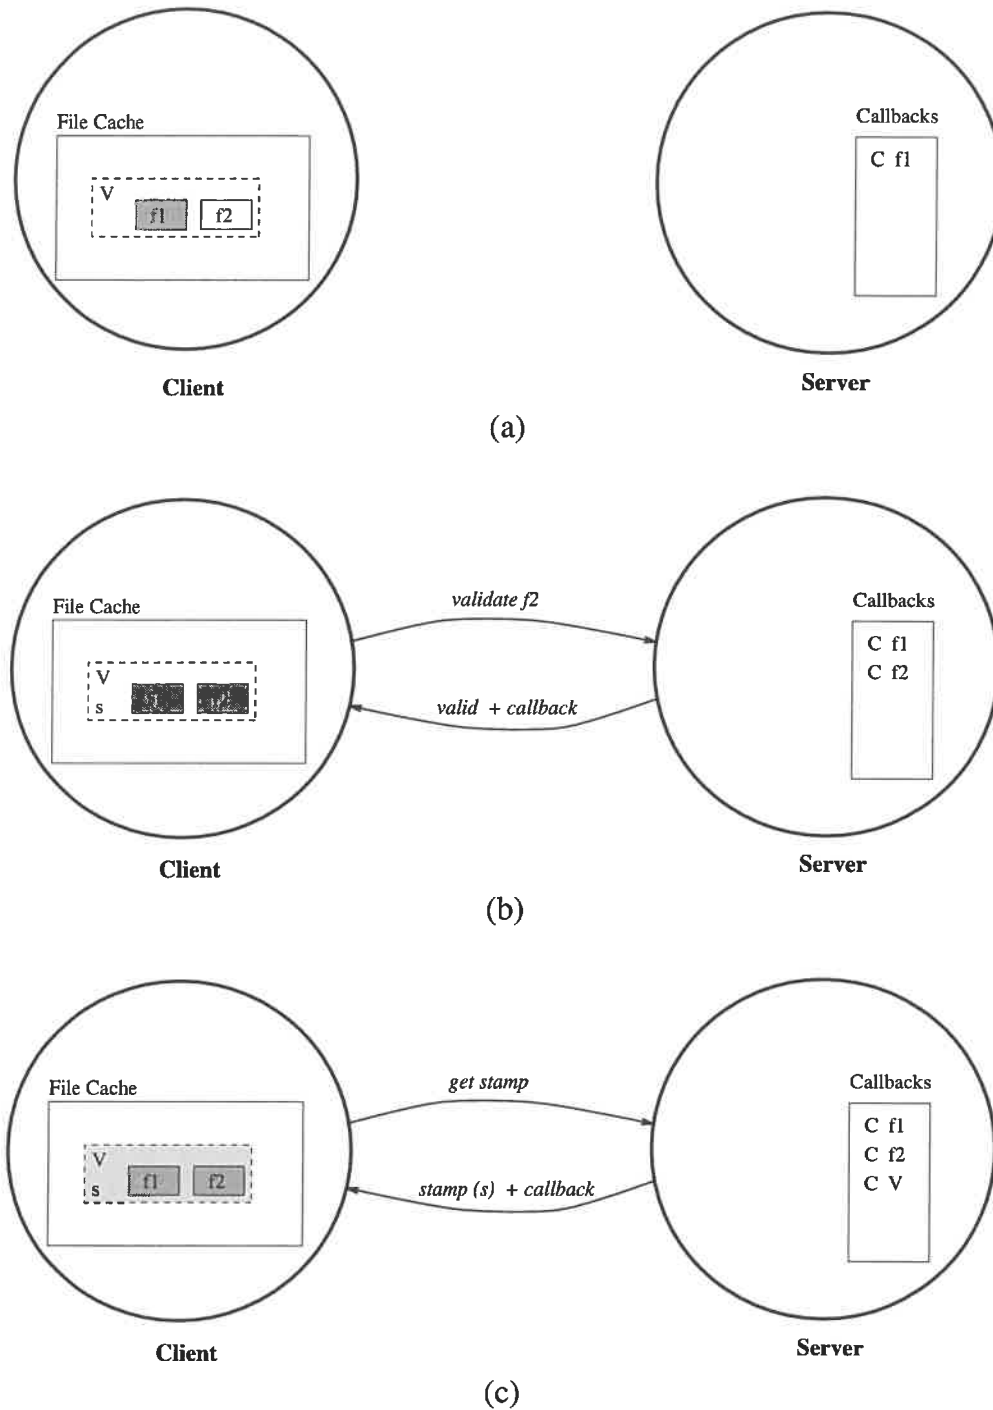 File Cache
V
f1 f2
Client
Callbacks
C f1
Server
(a)
File Cache
V
s
Client
validate f2
valid + callback
Callbacks
C f1
C f2
Server
(b)
File Cache
V
s
f1 f2
Client
get stamp
stamp (s) + callback
Callbacks
C f1
C f2
C V
Server
(c)